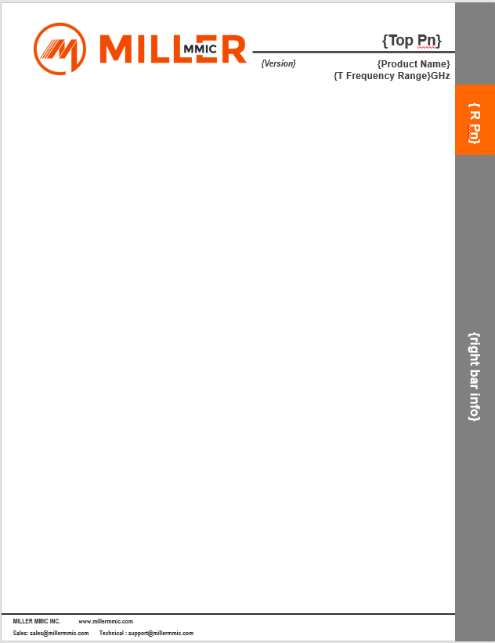 MILLER
MMIC
{Top Pn}
(Version)
{Product Name}
{T Frequency Range}GHz
{ R Pn}
{right bar info}
MILLER MMIC INC. www.millermmic.com
Sales: sales@millermmic.com Technical : support@millermmic.com